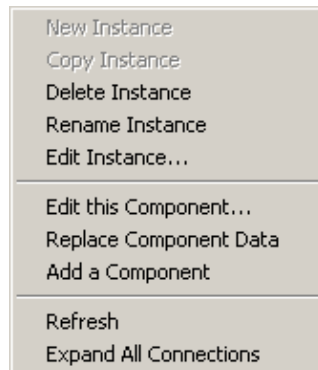 New Instance
Copy Instance
Delete Instance
Rename Instance
Edit Instance...
Edit this Component...
Replace Component Data
Add a Component
Refresh
Expand All Connections